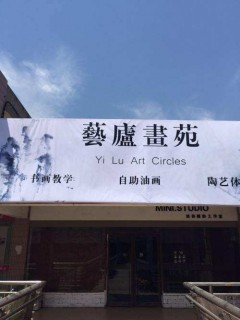 藝廬畫苑
Yi Lu Art Circles
书画教学 自助油画 陶艺体
MINI.STUDIO